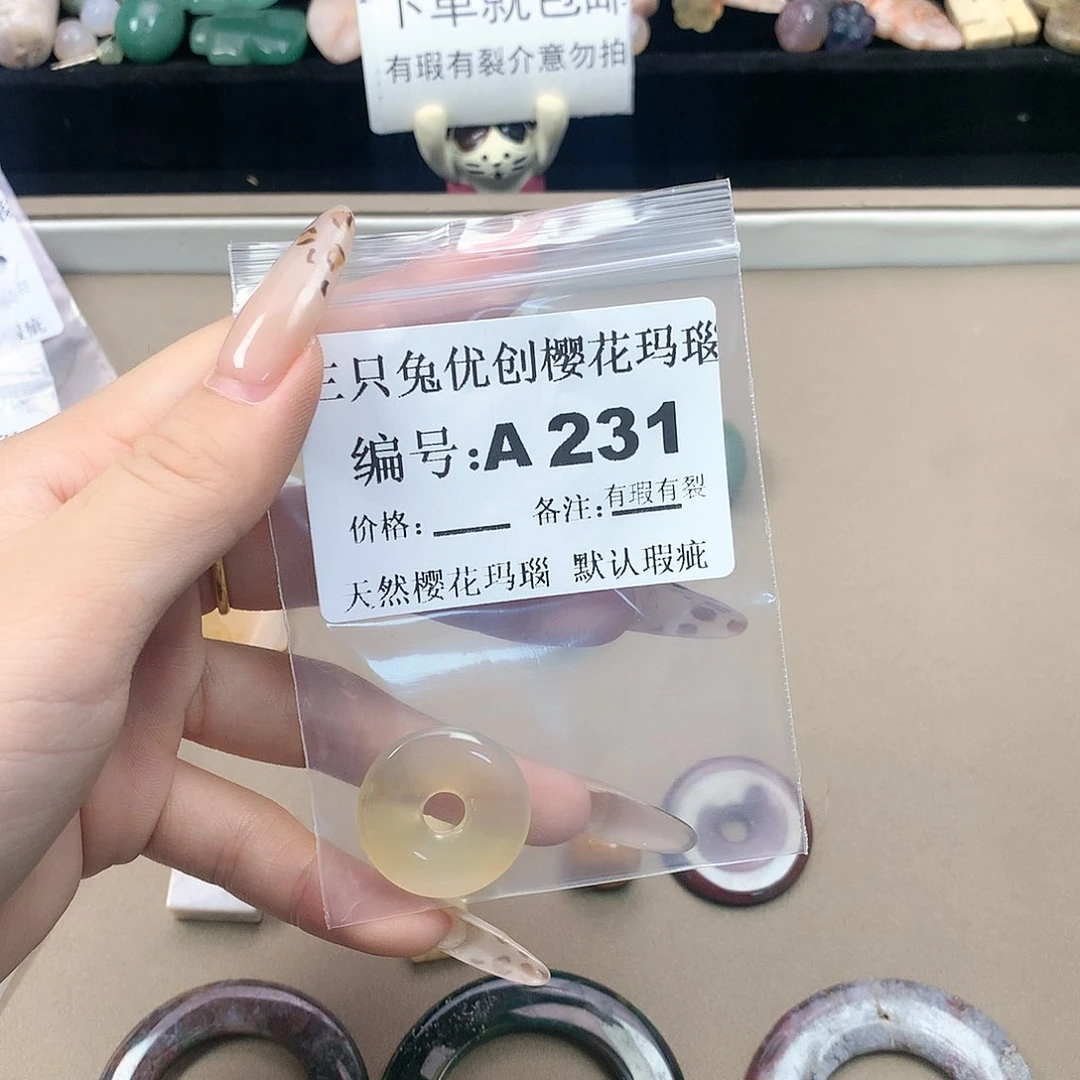 下单就包邮
有瑕有裂介意勿拍
三只兔优创樱花玛瑙
编号:A 231
价格:____ 备注:有瑕有裂
天然樱花玛瑙 默认瑕疵
疵